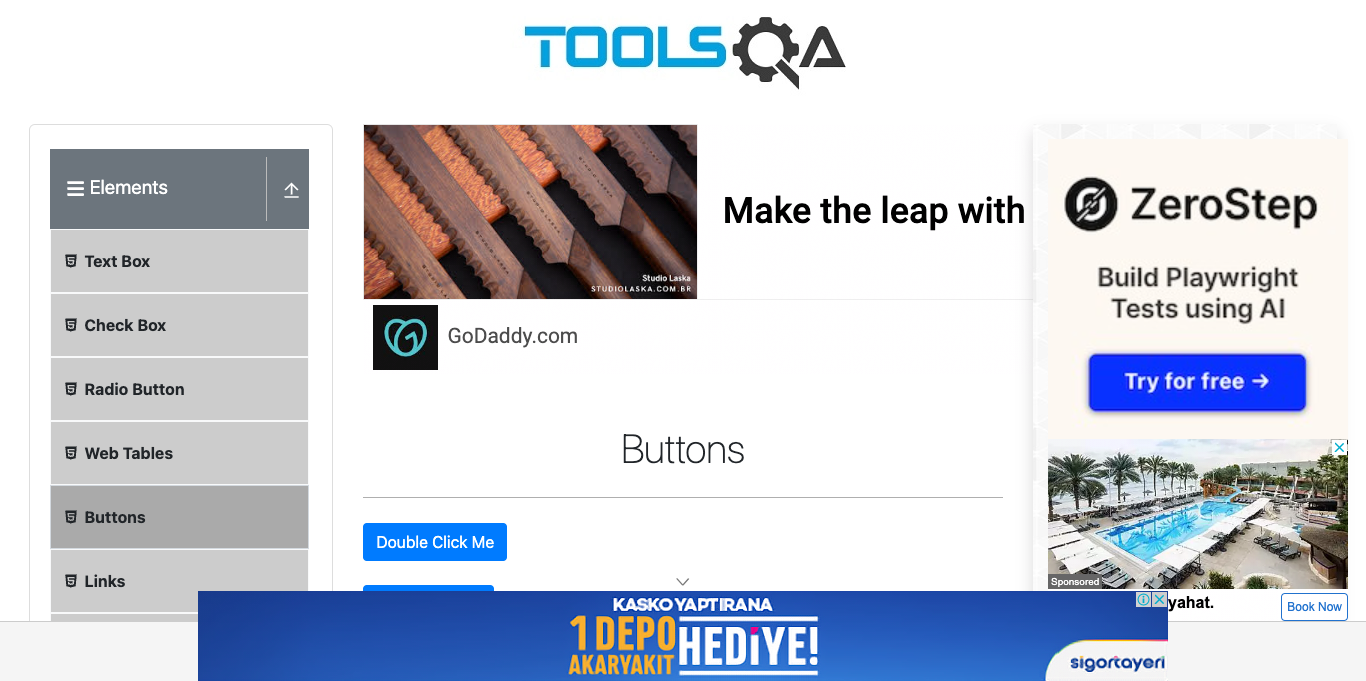 TOOLSQA
Elements
Text Box
Check Box
Radio Button
Web Tables
Buttons
Links
Studio Laska
STUDIOLASKA.COM.BR
Make the leap with
GoDaddy.com
Buttons
Double Click Me
ZeroStep
Build Playwright
Tests using AI
Try for free →
Sponsored
yahat.
Book Now
KASKO YAPTIRANA
1 DEPO
AKARYAKIT
HEDİYE!
sigortayeri